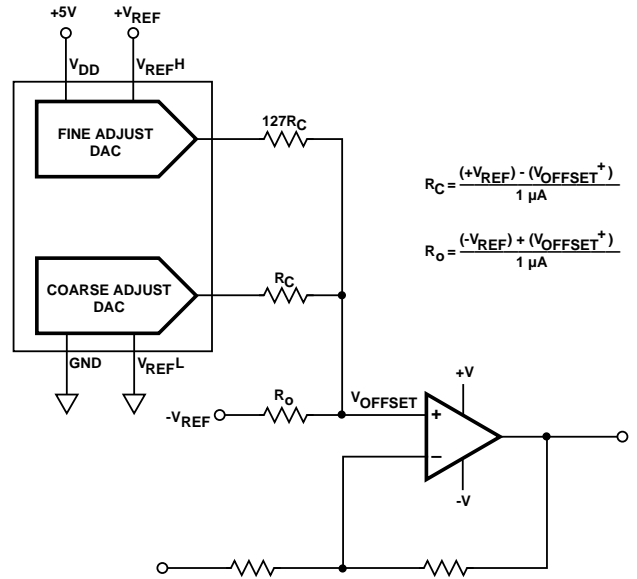 +5V
+VREF
VDD
VREFH
FINE ADJUST
DAC
127RC
RC = (+VREF) - (VOFFSET+)
1 µA
Ro = (-VREF) + (VOFFSET+)
1 µA
COARSE ADJUST
DAC
RC
GND
VREFL
-VREF
Ro
VOFFSET
+V
+
–
-V